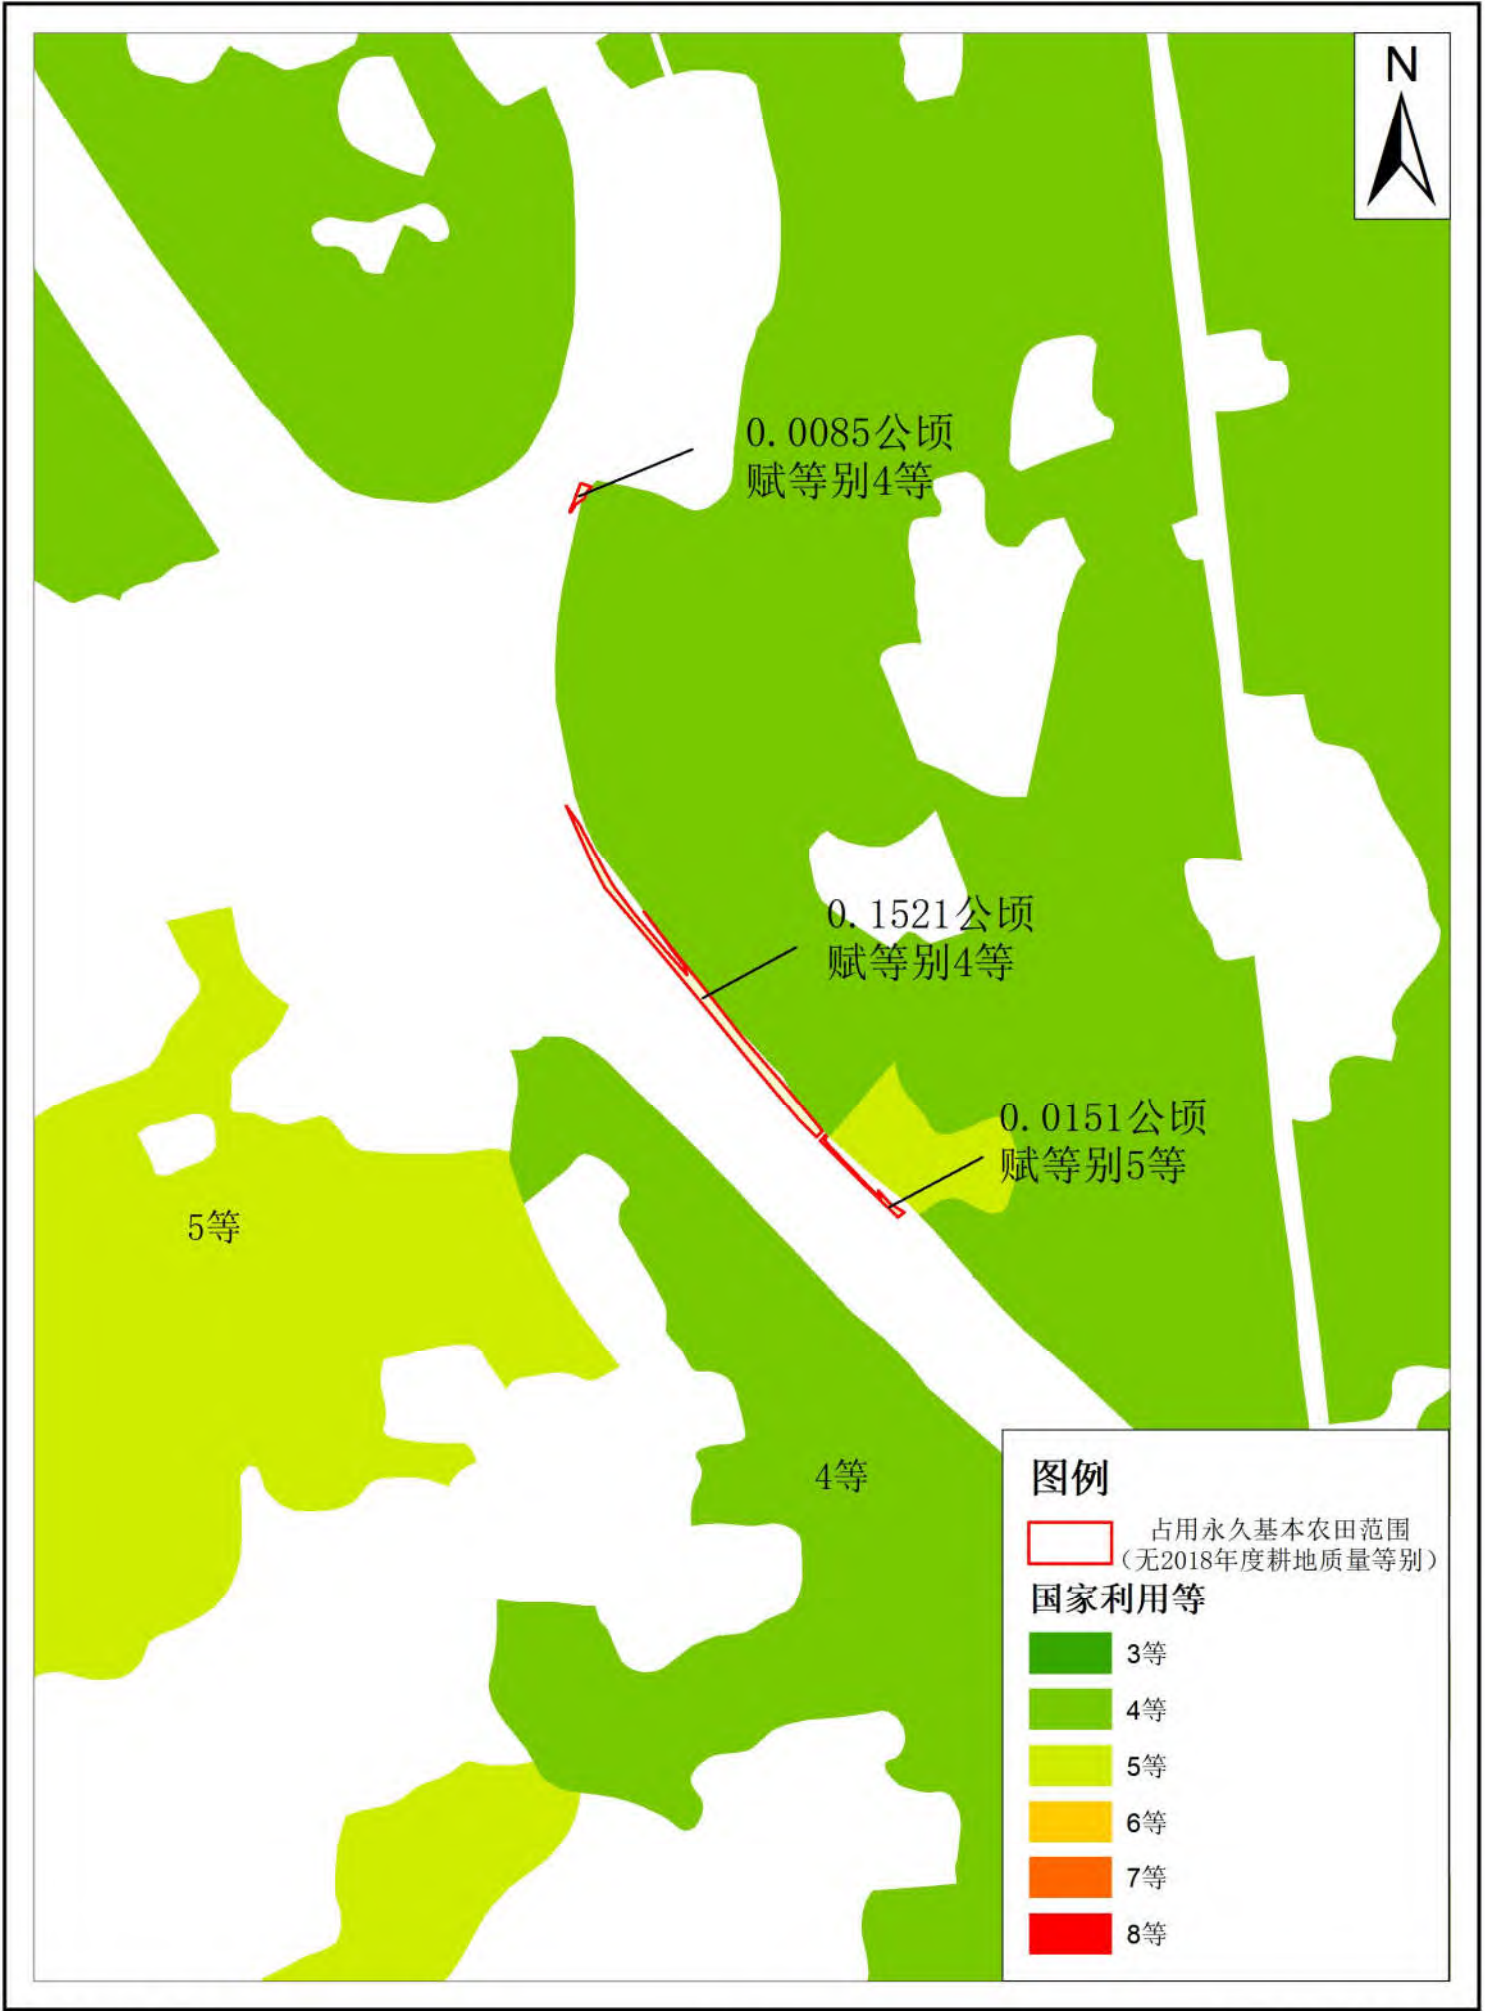 N
0.0085公顷
赋等别4等
0.1521公顷
赋等别4等
0.0151公顷
赋等别5等
5等
4等
图例
占用永久基本农田范围
（无2018年度耕地质量等别）
国家利用等
3等
4等
5等
6等
7等
8等